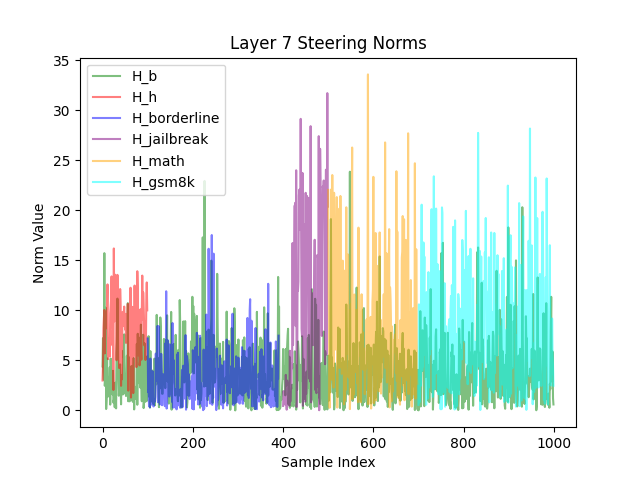 Layer 7 Steering Norms
35
30
25
20
15
10
5
0
Norm Value
H_b
H_h
H_borderline
H_jailbreak
H_math
H_gsm8k
0 200 400 600 800 1000
Sample Index